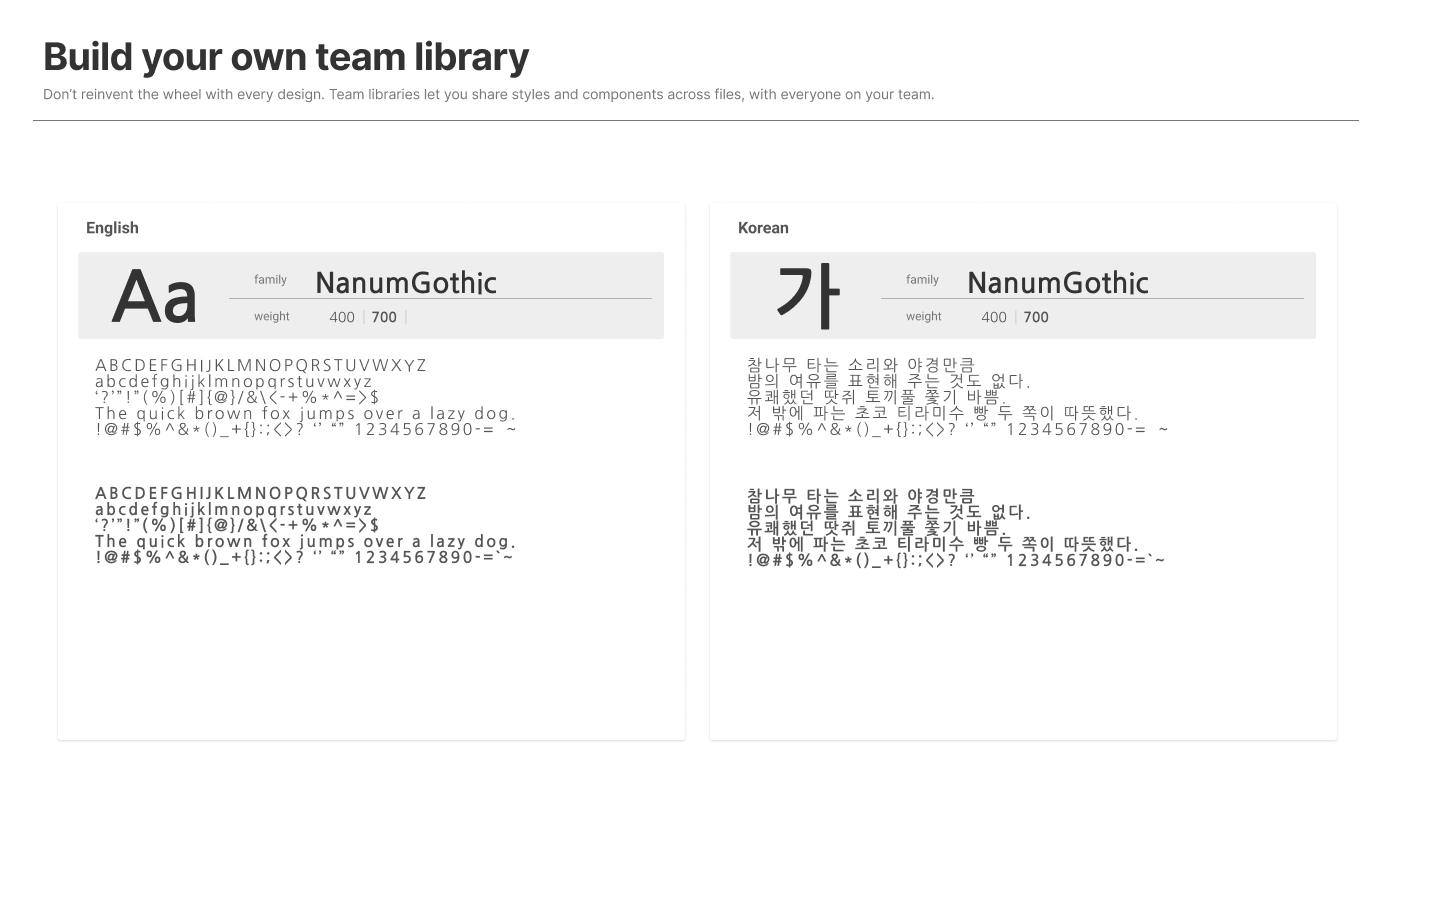 Build your own team library
Don't reinvent the wheel with every design. Team libraries let you share styles and components across files, with everyone on your team.
English
Aa
family NanumGothic
weight 400 | 700 |
ABCDEFGHIJKLMNOPQRSTUVWXYZ
abcdefghijklmnopqrstuvwxyz
‘?’”!”(%)[#]{@}/&\<-+%*^=>$
The quick brown fox jumps over a lazy dog.
!@#$%^&*()_+{}:;<>? ‘’ “” 1234567890-= ~
ABCDEFGHIJKLMNOPQRSTUVWXYZ
abcdefghijklmnopqrstuvwxyz
‘?’”!”(%)[#]{@}/&\<-+%*^=>$
The quick brown fox jumps over a lazy dog.
!@#$%^&*()_+{}:;<>? ‘’ “” 1234567890-=`~
Korean
가
family NanumGothic
weight 400 | 700
참나무 타는 소리와 야경만큼
밤의 여유를 표현해 주는 것도 없다.
유쾌했던 땃쥐 토끼풀 쫓기 바쁨.
저 밖에 파는 초코 티라미수 빵 두 쪽이 따뜻했다.
!@#$%^&*()_+{}:;<>? ‘’ “” 1234567890-= ~
참나무 타는 소리와 야경만큼
밤의 여유를 표현해 주는 것도 없다.
유쾌했던 땃쥐 토끼풀 쫓기 바쁨.
저 밖에 파는 초코 티라미수 빵 두 쪽이 따뜻했다.
!@#$%^&*()_+{}:;<>? ‘’ “” 1234567890-=`~